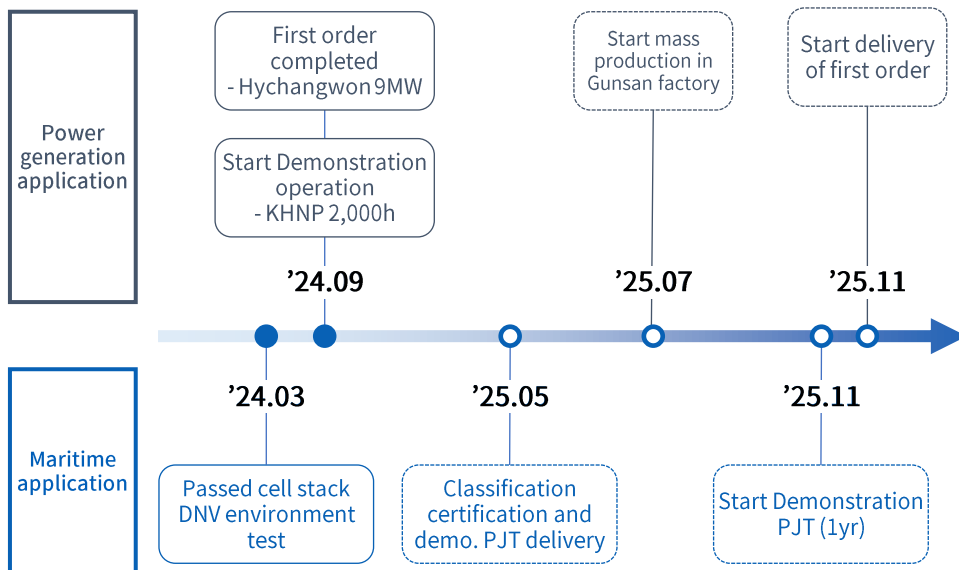 Power
generation
application
First order
completed
- Hychangwon 9MW
Start Demonstration
operation
- KHNP 2,000h
Start mass
production in
Gunsan factory
Start delivery
of first order
’24.09
’25.07
’25.11
’24.03
’25.05
’25.11
Maritime
application
Passed cell stack
DNV environment
test
Classification
certification and
demo. PJT delivery
Start Demonstration
PJT (1yr)